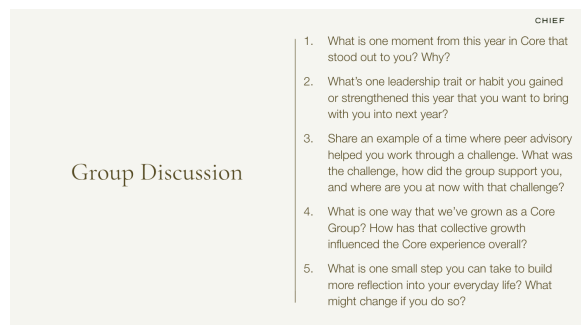 CHIEF
Group Discussion
1. What is one moment from this year in Core that
stood out to you? Why?
2. What's one leadership trait or habit you gained
or strengthened this year that you want to bring
with you into next year?
3. Share an example of a time where peer advisory
helped you work through a challenge. What was
the challenge, how did the group support you,
and where are you at now with that challenge?
4. What is one way that we've grown as a Core
Group? How has that collective growth
influenced the Core experience overall?
5. What is one small step you can take to build
more reflection into your everyday life? What
might change if you do so?